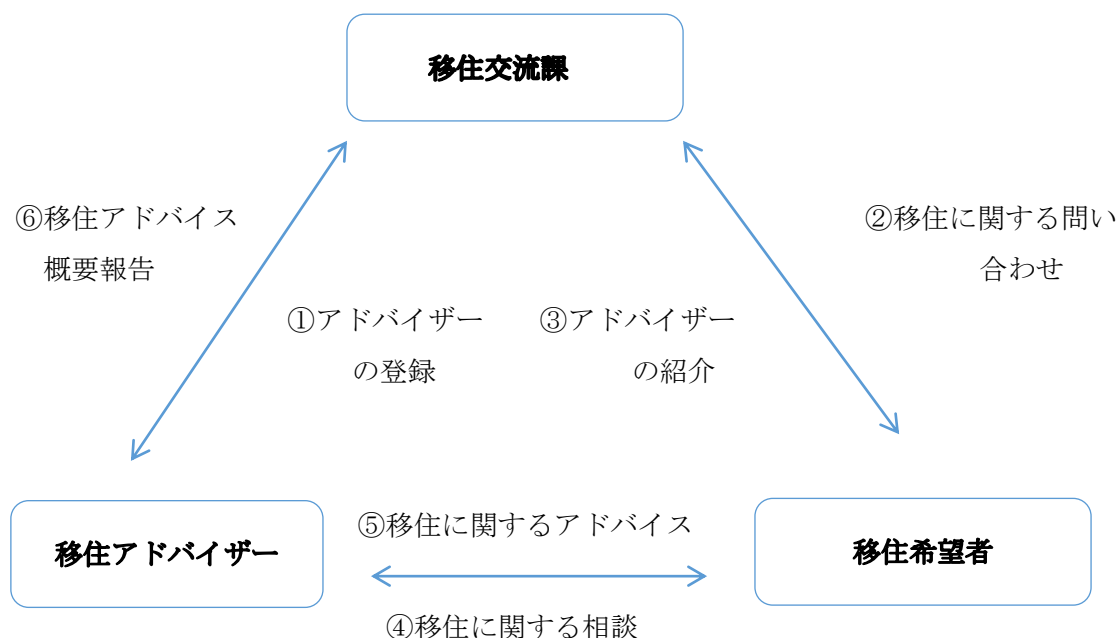 移住交流課
⑥移住アドバイス
概要報告
②移住に関する問い
合わせ
①アドバイザー
の登録
③アドバイザー
の紹介
移住アドバイザー
⑤移住に関するアドバイス
④移住に関する相談
移住希望者